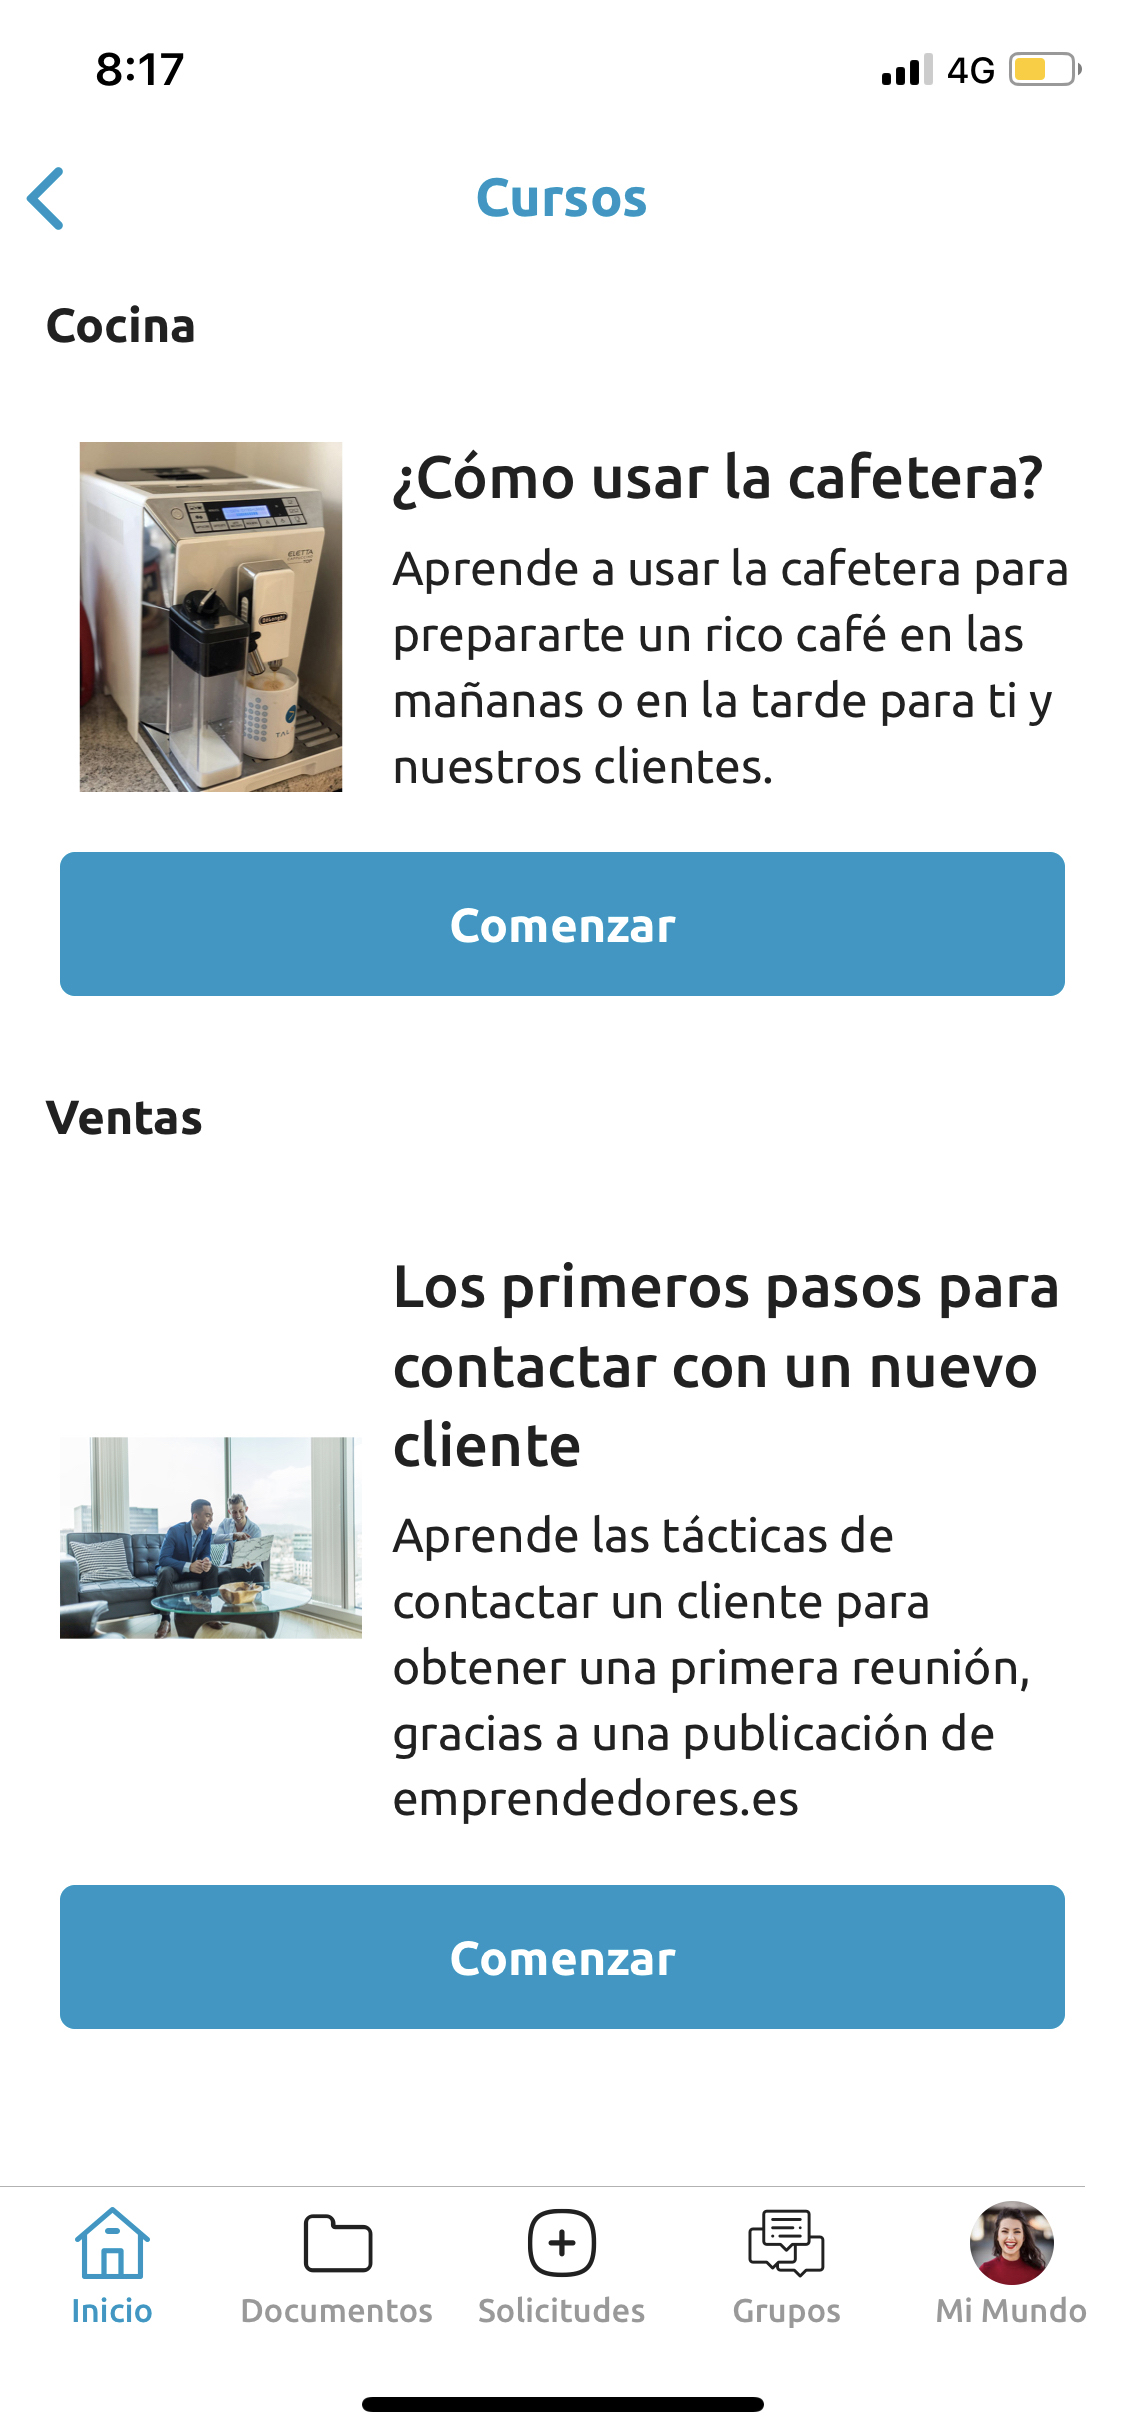 8:17
4G
Cursos
Cocina
ELETTA
DeLonghi
TAL
¿Cómo usar la cafetera?
Aprende a usar la cafetera para
prepararte un rico café en las
mañanas o en la tarde para ti y
nuestros clientes.
Comenzar
Ventas
Los primeros pasos para
contactar con un nuevo
cliente
Aprende las tácticas de
contactar un cliente para
obtener una primera reunión,
gracias a una publicación de
emprendedores.es
Comenzar
Inicio
Documentos
Solicitudes
Grupos
Mi Mundo